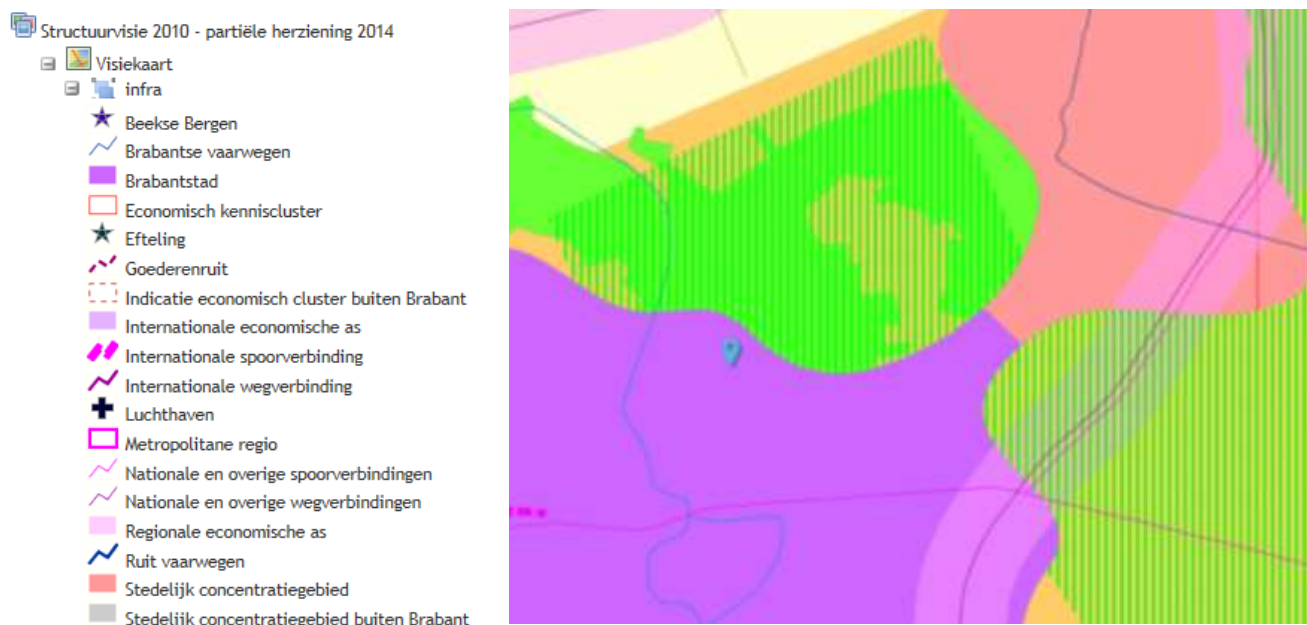 Structuurvisie 2010 - partiële herziening 2014
Visiekaart
infra
Beekse Bergen
Brabantse vaarwegen
Brabantstad
Economisch kenniscluster
Efteling
Goederenruit
Indicatie economisch cluster buiten Brabant
Internationale economische as
Internationale spoorverbinding
Internationale wegverbinding
Luchthaven
Metropolitane regio
Nationale en overige spoorverbindingen
Nationale en overige wegverbindingen
Regionale economische as
Ruit vaarwegen
Stedelijk concentratiegebied
Stedelijk concentratiegebied buiten Brabant